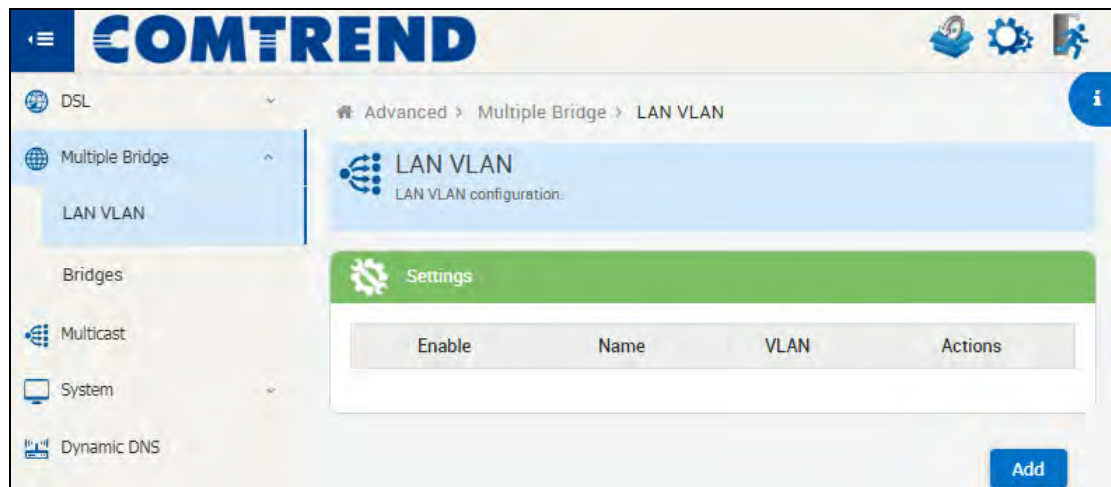 COMTREND
DSL
Multiple Bridge
LAN VLAN
Bridges
Multicast
System
Dynamic DNS
Advanced > Multiple Bridge > LAN VLAN
i
LAN VLAN
LAN VLAN configuration.
Settings
Enable Name VLAN Actions
Add